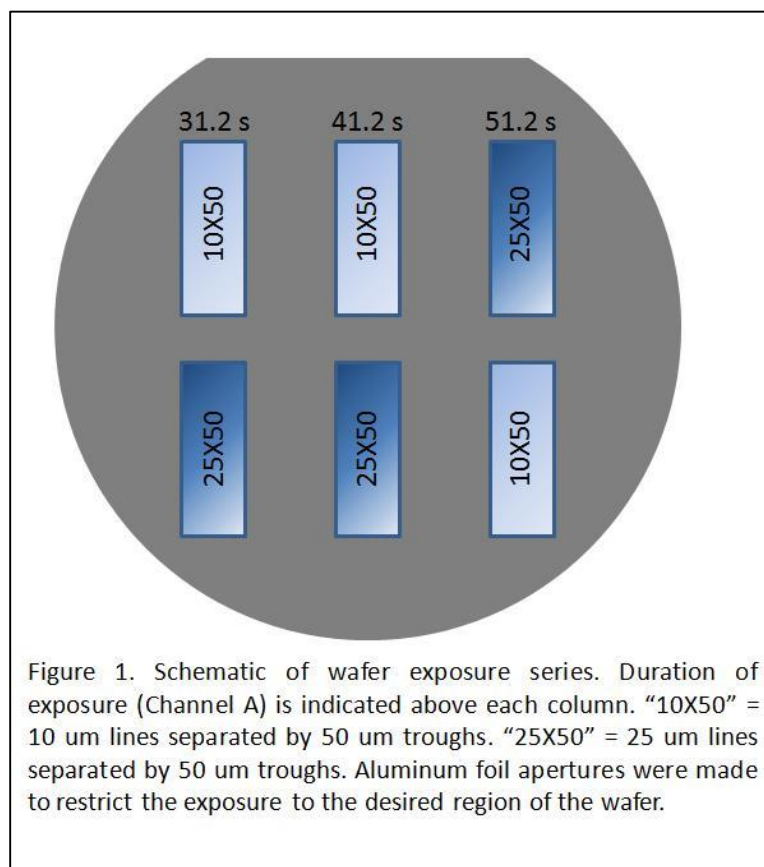 31.2 s 41.2 s 51.2 s
10X50 10X50 25X50
25X50 25X50 10X50
Figure 1. Schematic of wafer exposure series. Duration of
exposure (Channel A) is indicated above each column. “10X50” =
10 um lines separated by 50 um troughs. “25X50” = 25 um lines
separated by 50 um troughs. Aluminum foil apertures were made
to restrict the exposure to the desired region of the wafer.